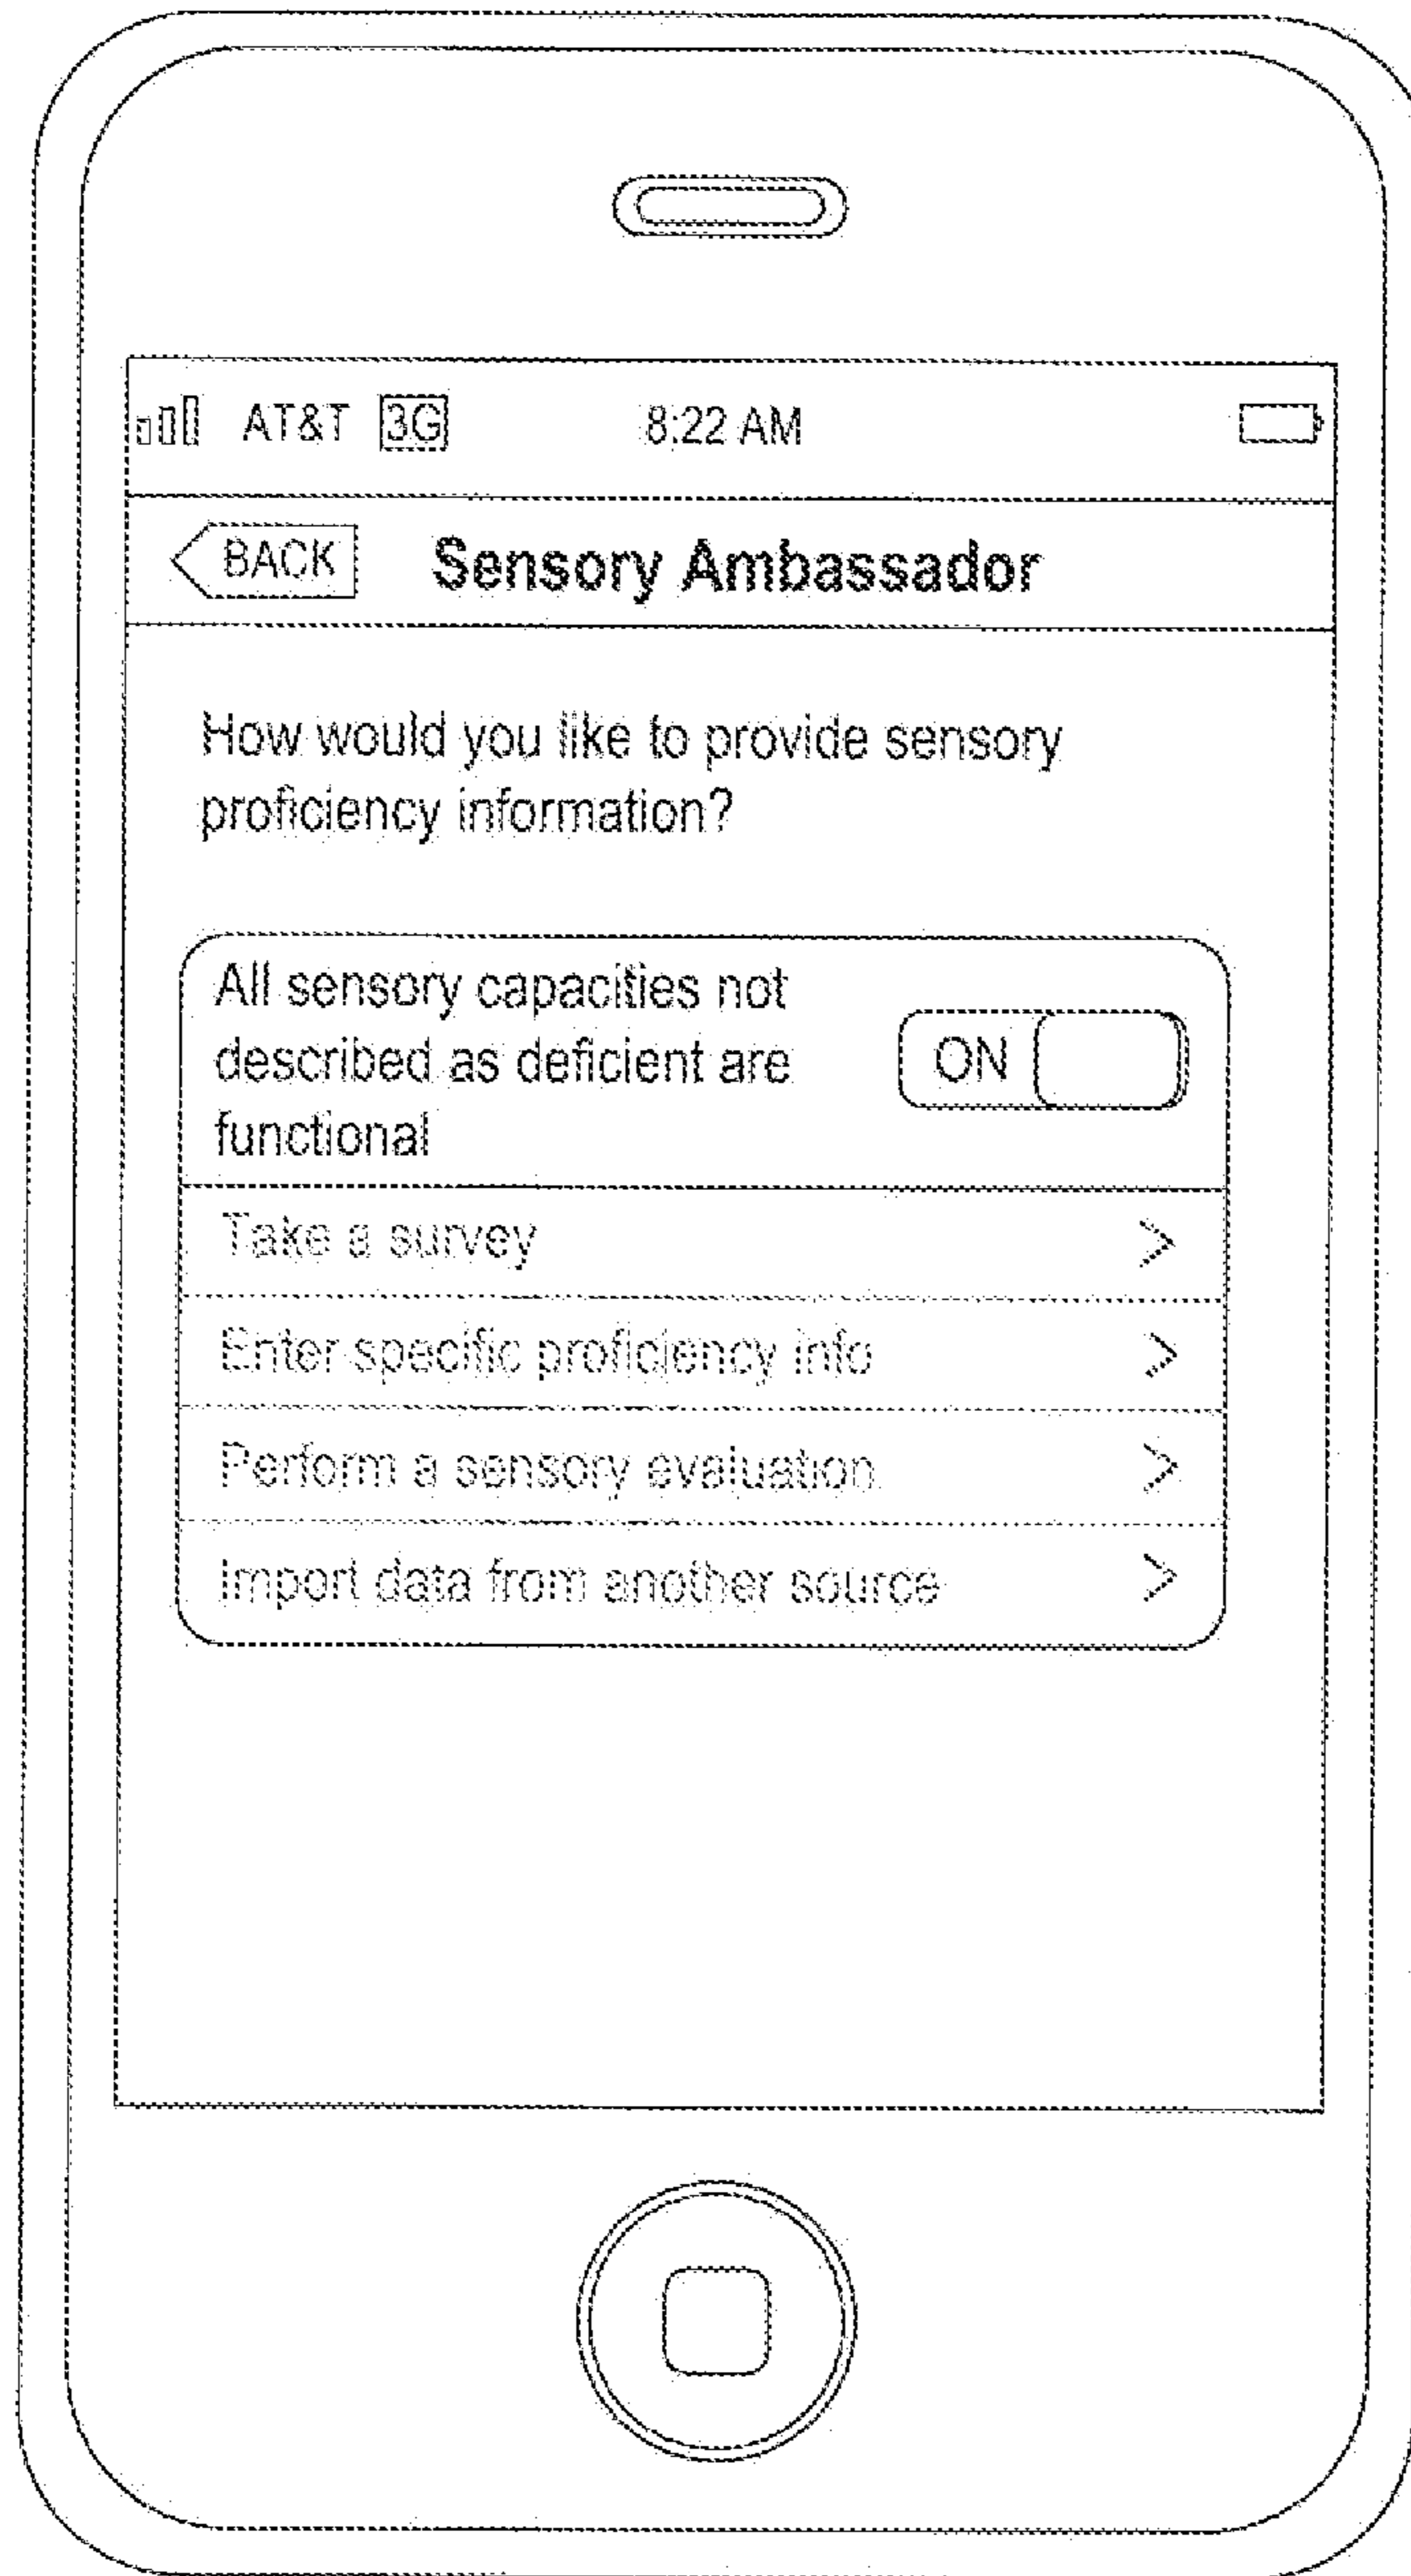 AT&T 3G 8:22 AM
BACK Sensory Ambassador
How would you like to provide sensory
proficiency information?
All sensory capacities not
described as deficient are
functional
ON
Take a survey >
Enter specific proficiency info >
Perform a sensory evaluation >
Import data from another source >